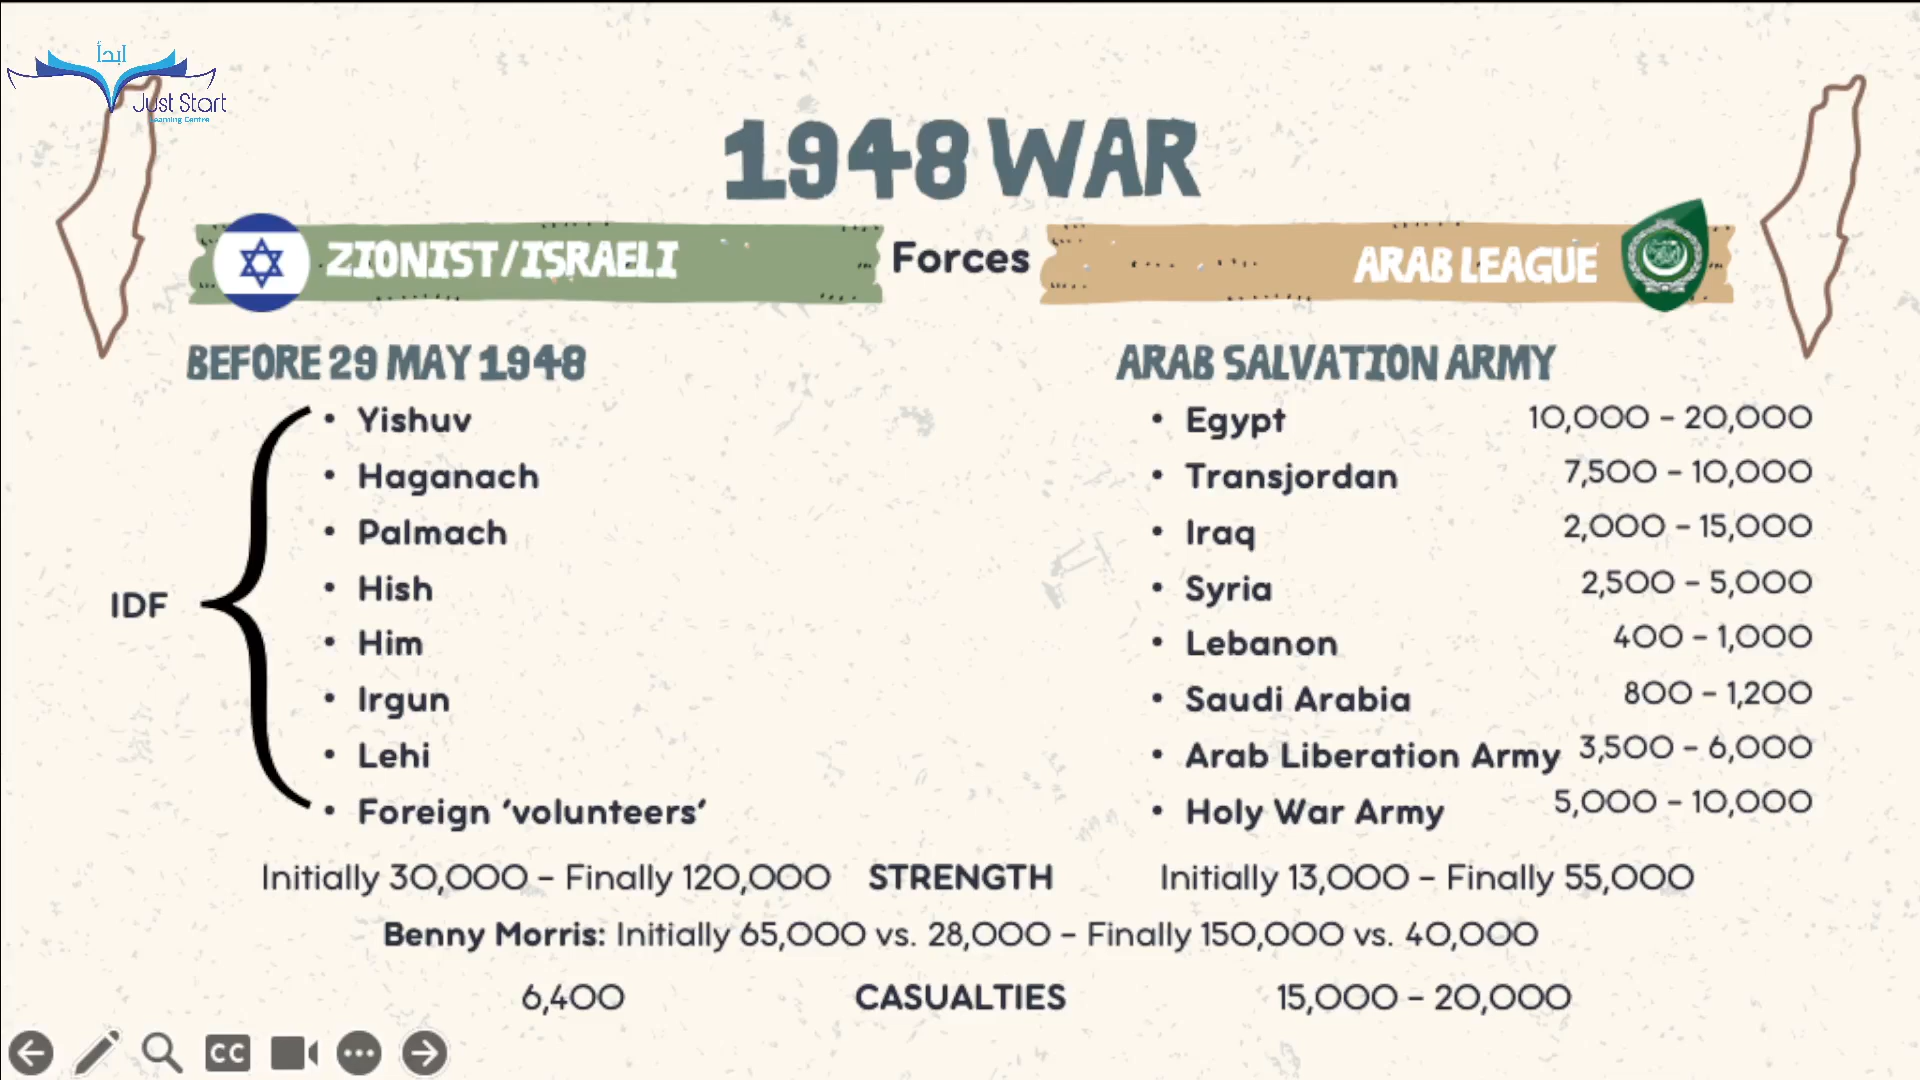 ابدأ
Just Start
Learning Centre
1948 WAR
ZIONIST/ISRAELI
Forces
ARAB LEAGUE
BEFORE 29 MAY 1948
IDF
• Yishuv
• Haganach
• Palmach
• Hish
• Him
• Irgun
• Lehi
• Foreign ‘volunteers’
ARAB SALVATION ARMY
• Egypt 10,000 – 20,000
• Transjordan 7,500 – 10,000
• Iraq 2,000 – 15,000
• Syria 2,500 – 5,000
• Lebanon 400 – 1,000
• Saudi Arabia 800 – 1,200
• Arab Liberation Army 3,500 – 6,000
• Holy War Army 5,000 – 10,000
Initially 30,000 – Finally 120,000 STRENGTH Initially 13,000 – Finally 55,000
Benny Morris: Initially 65,000 vs. 28,000 – Finally 150,000 vs. 40,000
6,400 CASUALTIES 15,000 – 20,000
CC